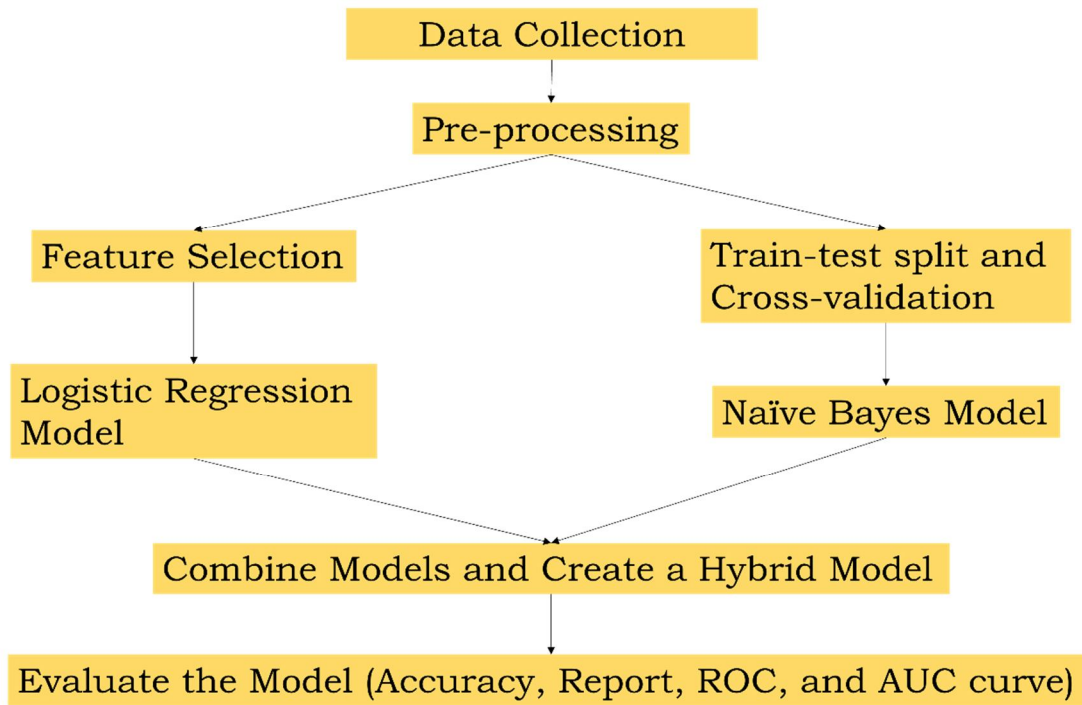 Data Collection
Pre-processing
Feature Selection
Train-test split and
Cross-validation
Logistic Regression
Model
Naïve Bayes Model
Combine Models and Create a Hybrid Model
Evaluate the Model (Accuracy, Report, ROC, and AUC curve)